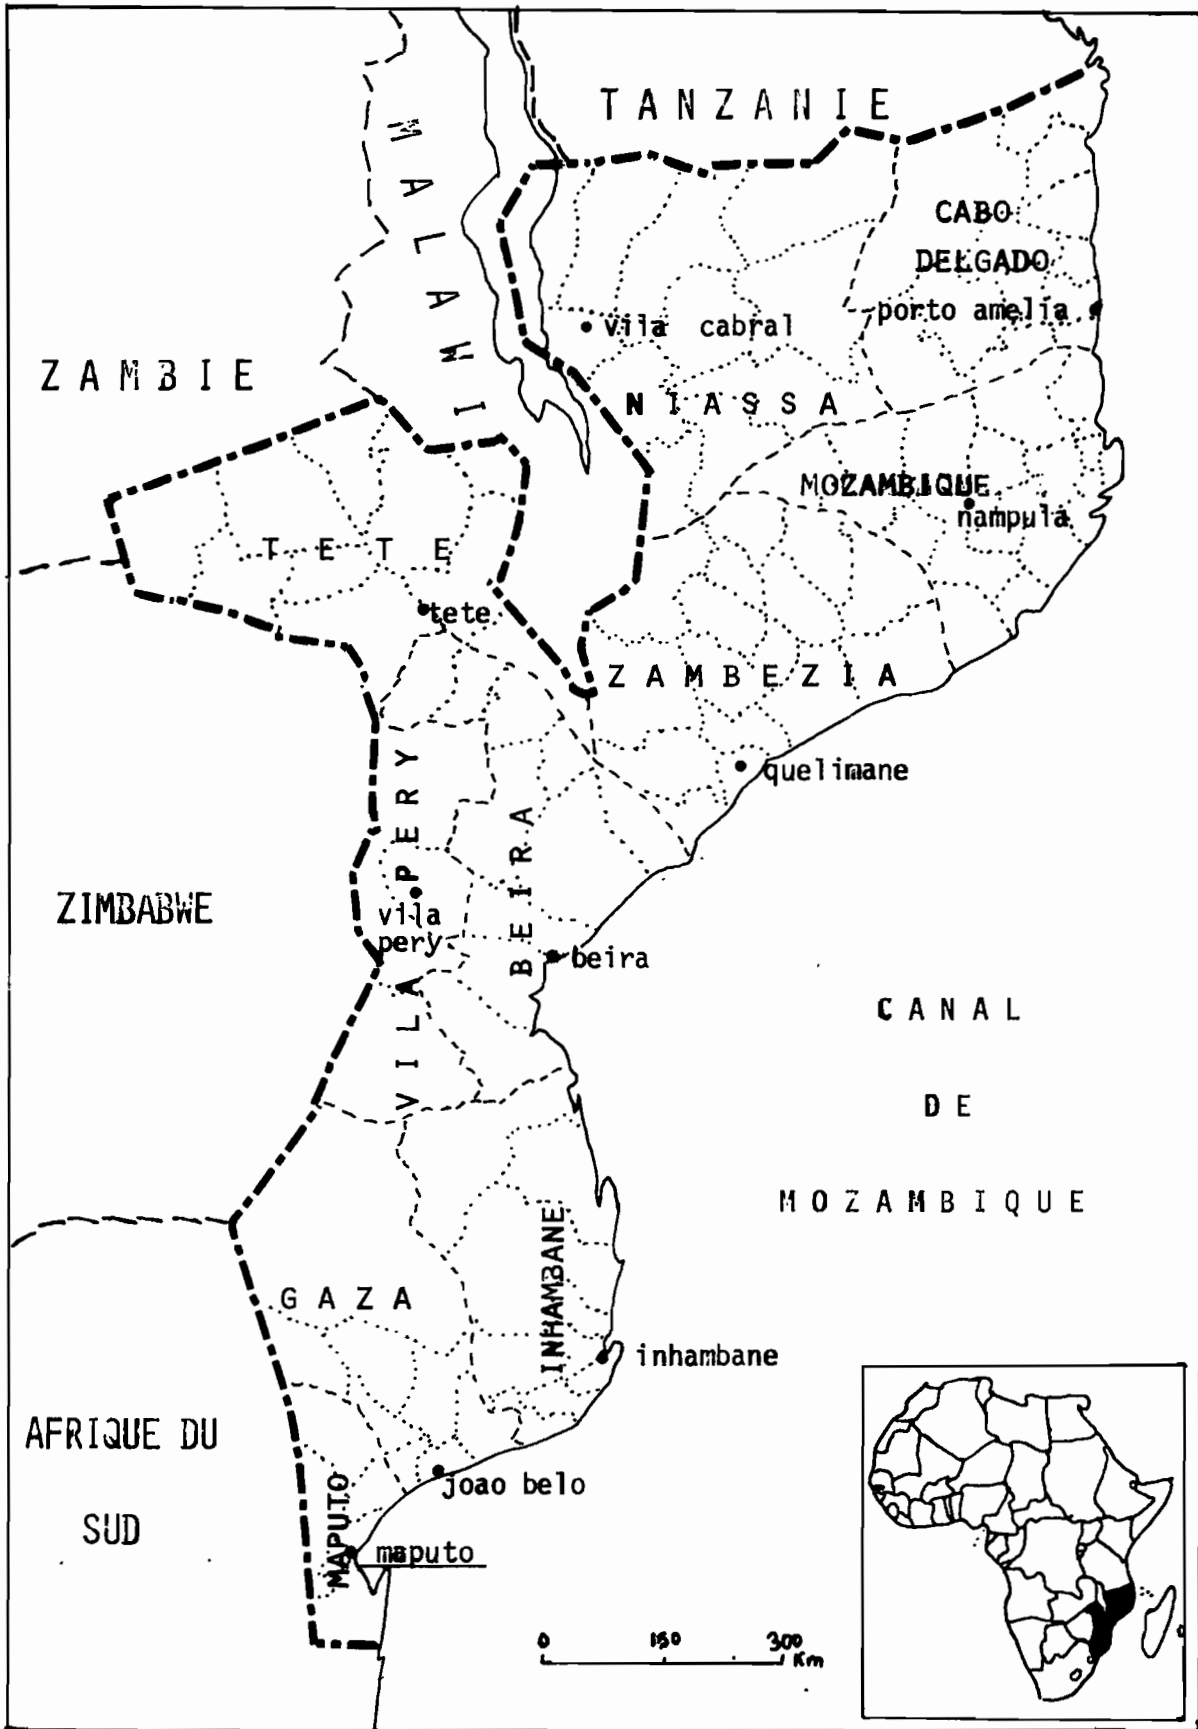 TANZANIE
MALAWI
CABO
DELGADO
porto amelia
vila cabral
ZAMBIE
NIASSA
MOZAMBIQUE
nampula
TETE
tete
ZAMBEZIA
quelimane
VILA PERY
BEIRA
ZIMBABWE
vila
pery
beira
CANAL
DE
MOZAMBIQUE
INHAMBANE
GAZA
inhambane
AFRIQUE DU
SUD
joao belo
MAPUTO
maputo
0 150 300
Km